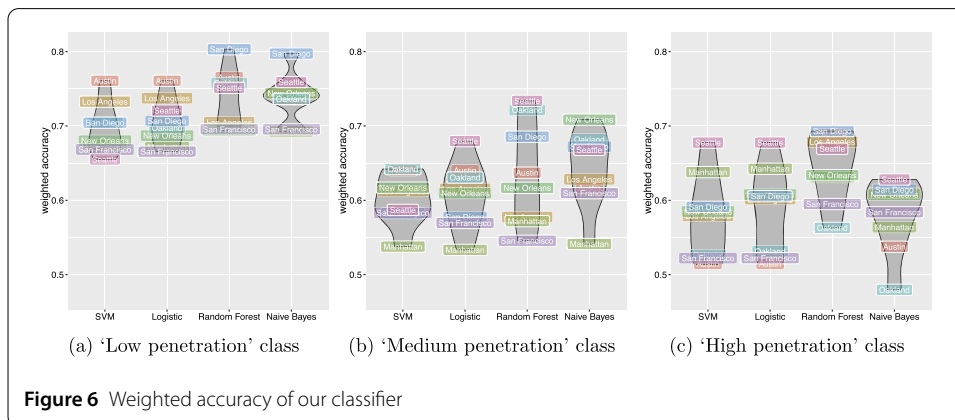 0.8
0.7
0.6
0.5
weighted accuracy
Austin
Los Angeles
San Diego
New Orleans
San Francisco
Seattle
Austin
Los Angeles
Seattle
San Diego
Oakland
New Orleans
San Francisco
San Diego
Seattle
Los Angeles
San Francisco
San Diego
Seattle
New Orleans
Oakland
San Francisco
SVM Logistic Random Forest Naive Bayes
(a) ‘Low penetration’ class
0.8
0.7
0.6
0.5
weighted accuracy
Oakland
New Orleans
Seattle
Manhattan
Seattle
Austin
Oakland
New Orleans
San Diego
San Francisco
Manhattan
Seattle
Oakland
San Diego
Austin
New Orleans
Manhattan
San Francisco
New Orleans
Oakland
Seattle
Los Angeles
San Francisco
Manhattan
SVM Logistic Random Forest Naive Bayes
(b) ‘Medium penetration’ class
0.8
0.7
0.6
0.5
weighted accuracy
Seattle
Manhattan
San Diego
San Francisco
Austin
Seattle
Manhattan
San Diego
Oakland
San Francisco
Austin
San Diego
Los Angeles
Seattle
New Orleans
San Francisco
Oakland
Seattle
San Diego
New Orleans
San Francisco
Manhattan
Austin
Oakland
SVM Logistic Random Forest Naive Bayes
(c) ‘High penetration’ class
Figure 6 Weighted accuracy of our classifier